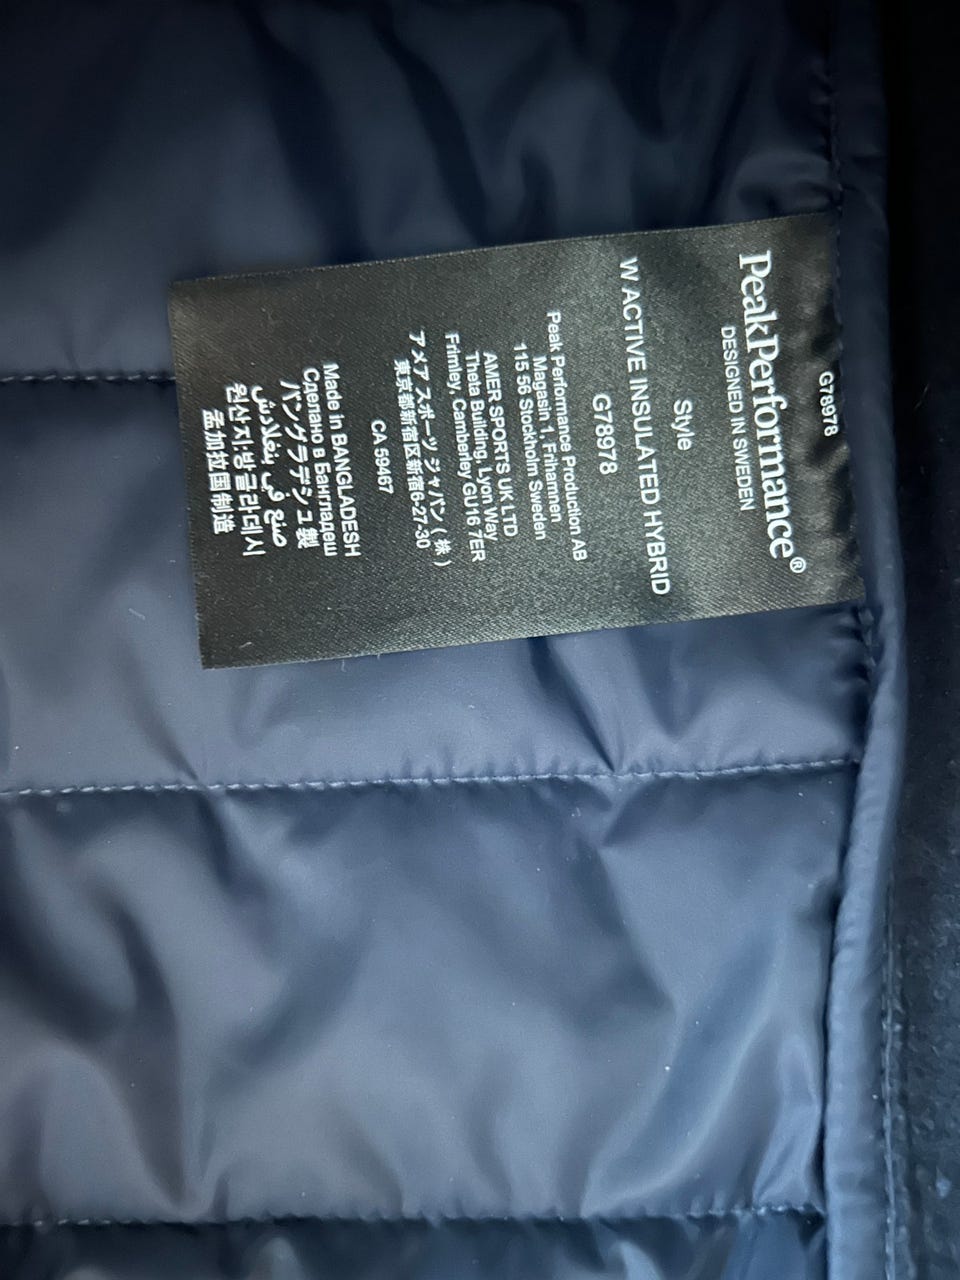 G78978
PeakPerformance®
DESIGNED IN SWEDEN
Style
W ACTIVE INSULATED HYBRID
G78978
Peak Performance Production AB
Magasin 1, Frihamnen
115 56 Stockholm Sweden
AMER SPORTS UK LTD
Theta Building, Lyon Way
Frimley, Camberley GU16 7ER
アメア スポーツ ジャパン ( 株 )
東京都新宿区新宿6-27-30
CA 59467
Made in BANGLADESH
Сделано в Бангладеш
バングラデシュ製
صنع في بنغلادش
원산지:방글라데시
孟加拉国制造